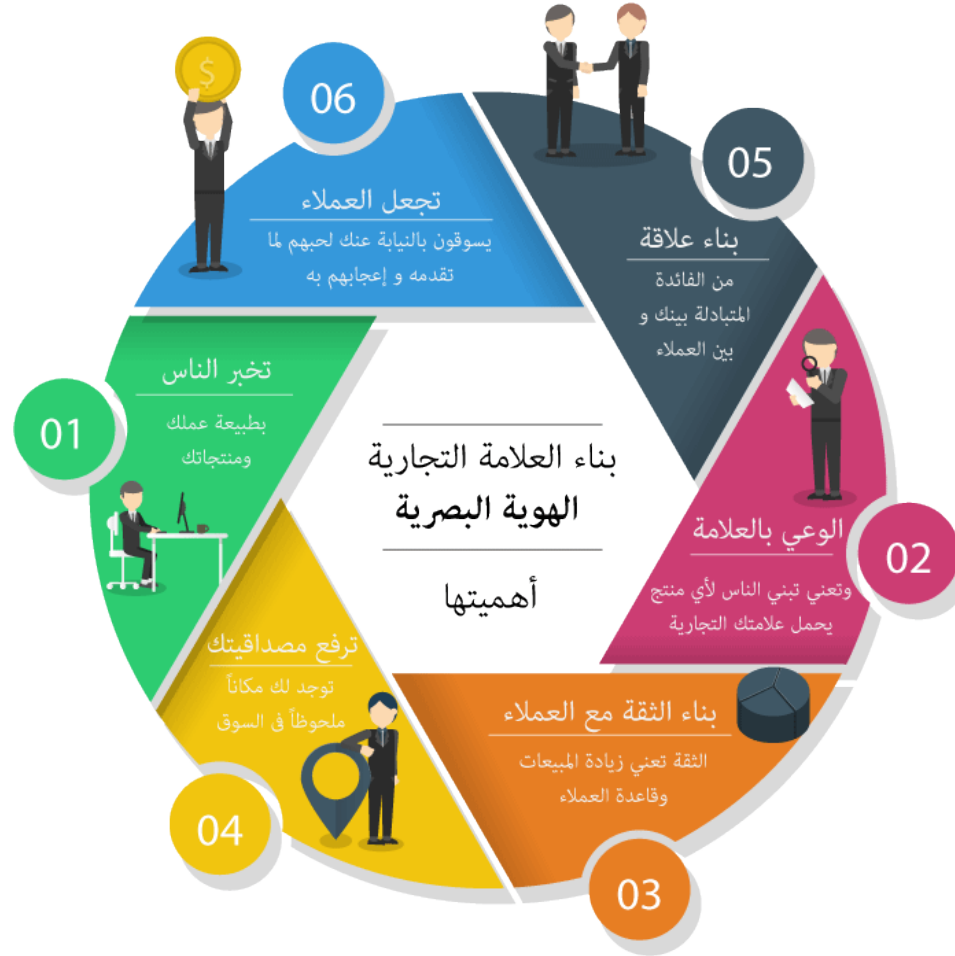 بناء العلامة التجارية
الهوية البصرية
أهميتها
01
تخبر الناس
بطبيعة عملك
ومنتجاتك
02
الوعي بالعلامة
وتعني تبني الناس لأي منتج
يحمل علامتك التجارية
03
بناء الثقة مع العملاء
الثقة تعني زيادة المبيعات
وقاعدة العملاء
04
ترفع مصداقيتك
توجد لك مكاناً
ملحوظاً في السوق
05
بناء علاقة
من الفائدة
المتبادلة بينك و
بين العملاء
06
تجعل العملاء
يسوقون بالنيابة عنك لحبهم لما
تقدمه و إعجابهم به
$